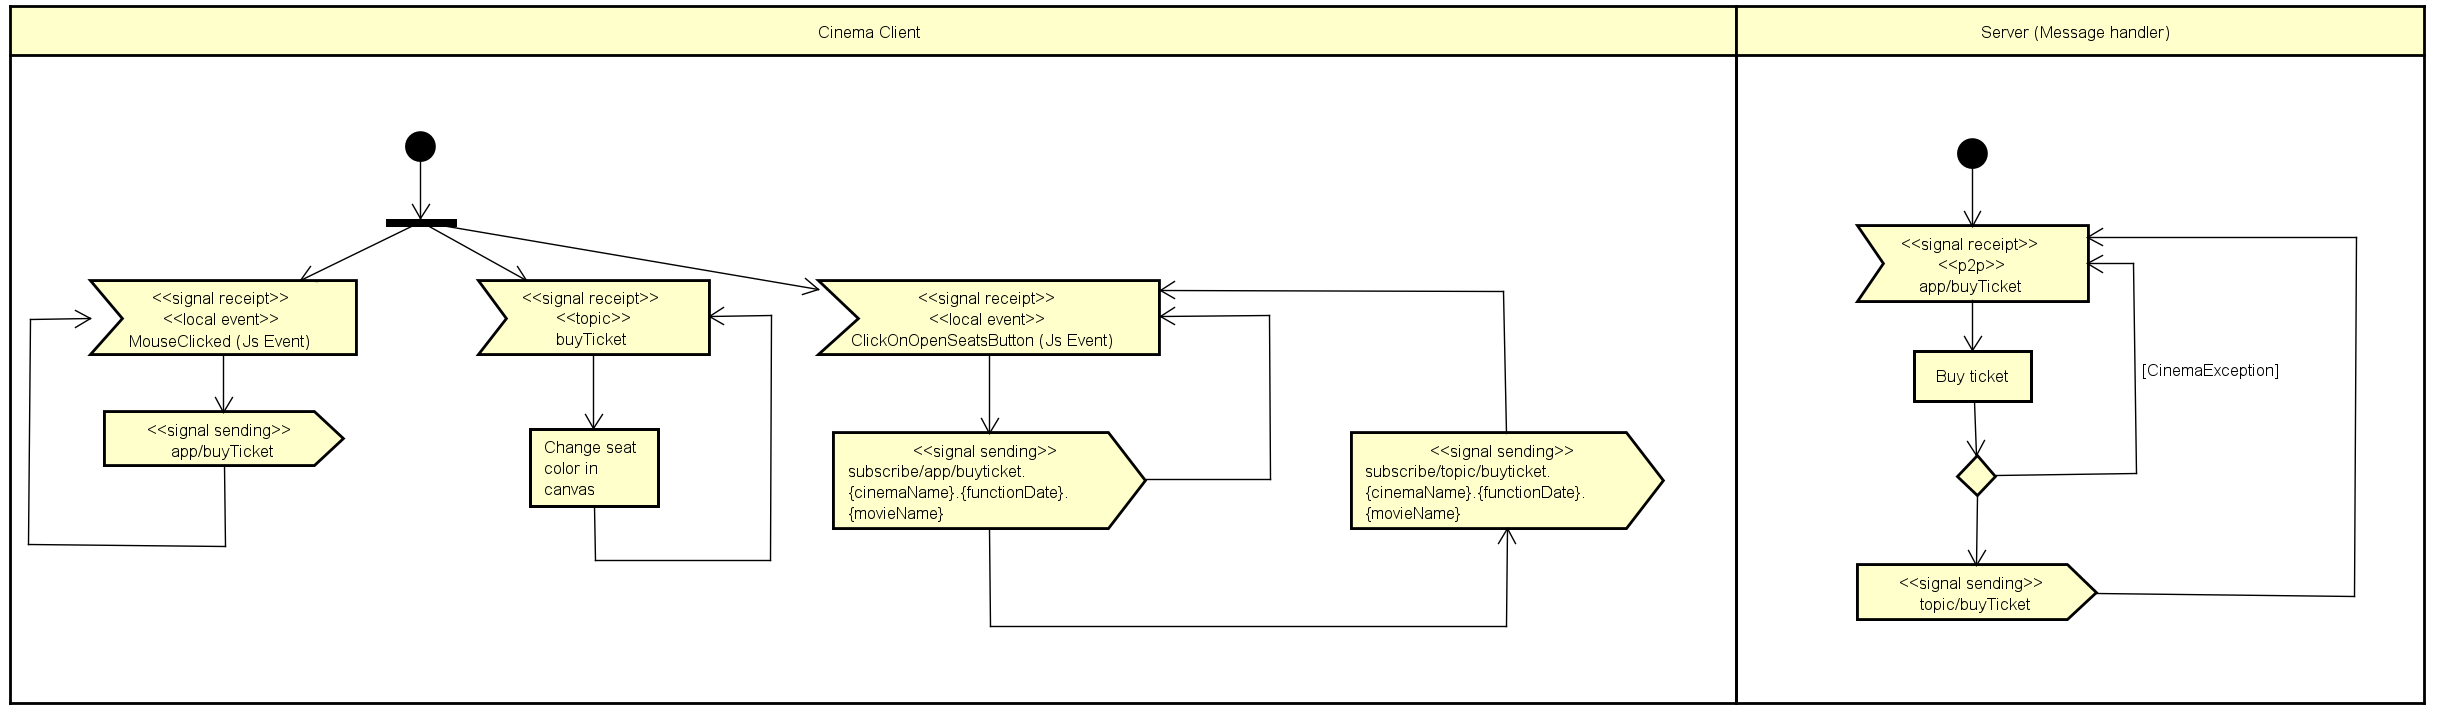 Cinema Client
Server (Message handler)
<<signal receipt>>
<<local event>>
MouseClicked (Js Event)
<<signal sending>>
app/buyTicket
<<signal receipt>>
<<topic>>
buyTicket
Change seat
color in
canvas
<<signal receipt>>
<<local event>>
ClickOnOpenSeatsButton (Js Event)
<<signal sending>>
subscribe/app/buyticket.
{cinemaName}.{functionDate}.
{movieName}
<<signal sending>>
subscribe/topic/buyticket.
{cinemaName}.{functionDate}.
{movieName}
<<signal receipt>>
<<p2p>>
app/buyTicket
Buy ticket
[CinemaException]
<<signal sending>>
topic/buyTicket